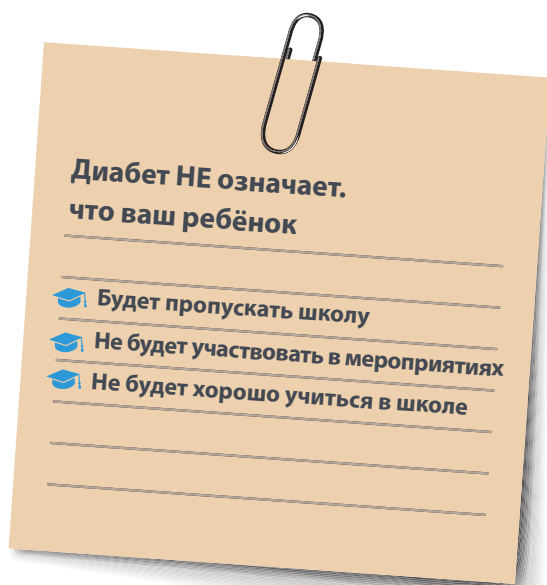 Диабет НЕ означает.
что ваш ребёнок
Будет пропускать школу
Не будет участвовать в мероприятиях
Не будет хорошо учиться в школе